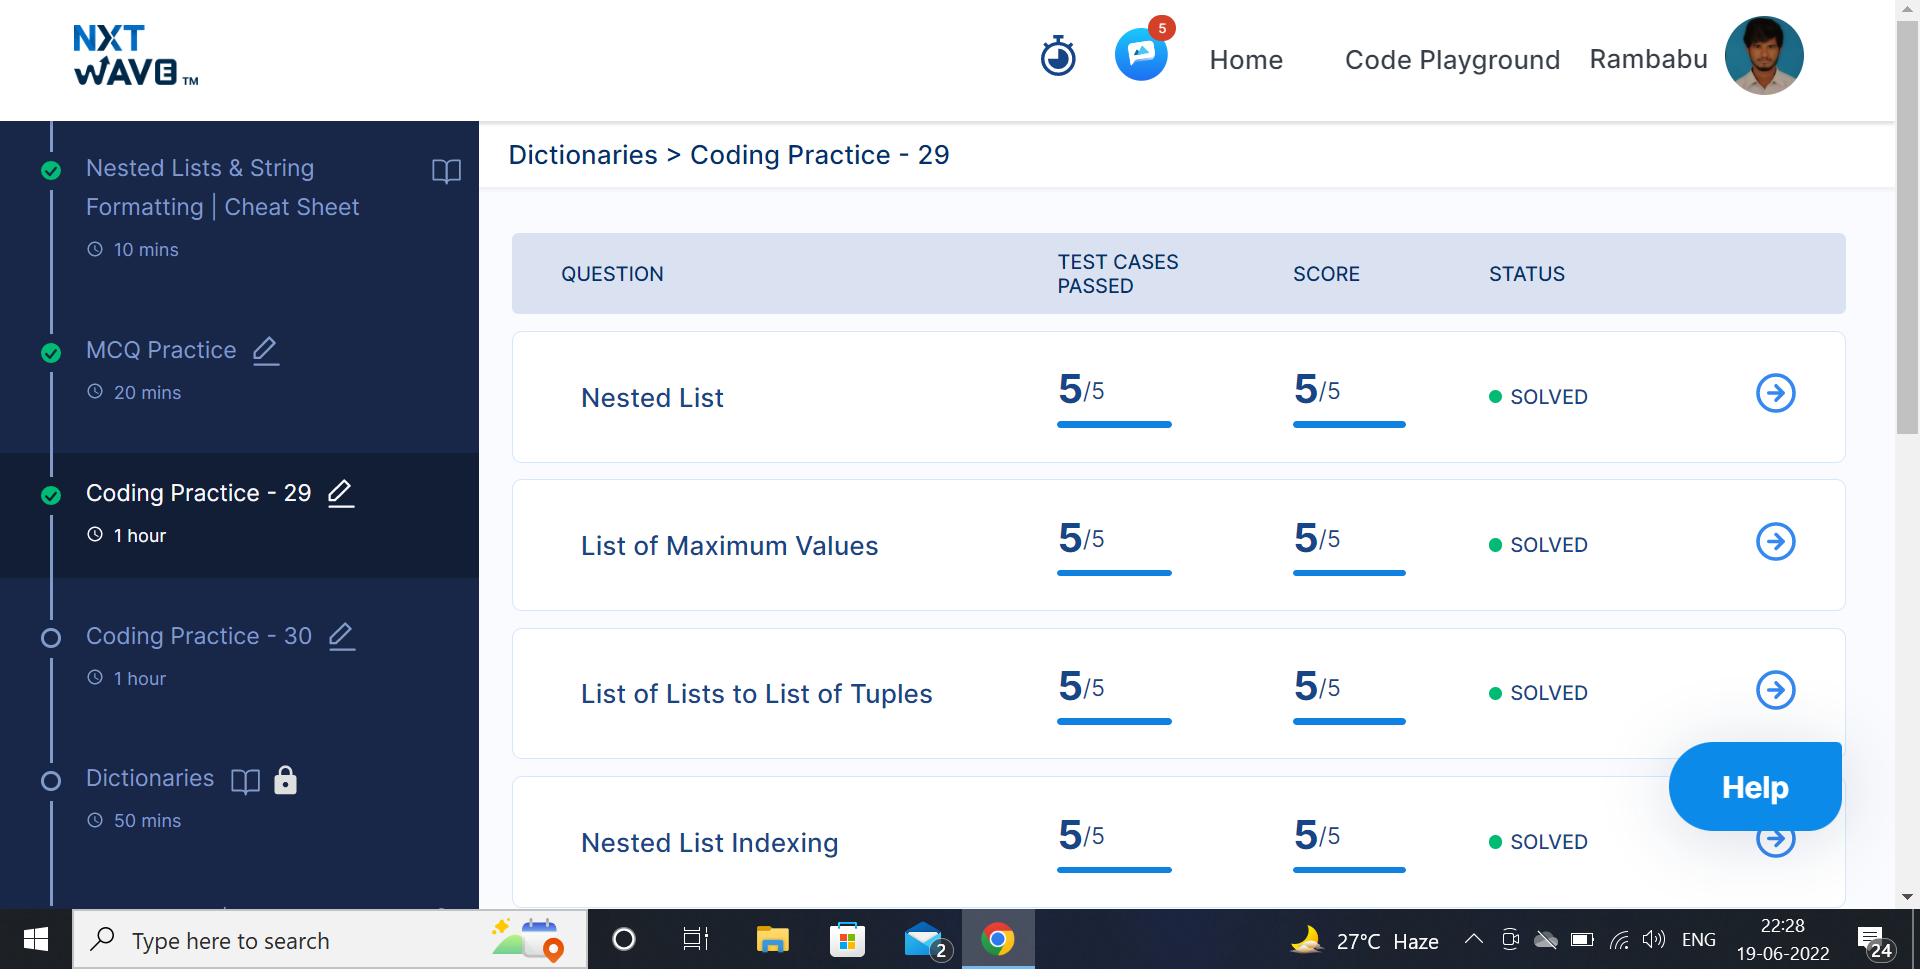 NXT
WAVE TM
5
Home
Code Playground
Rambabu
Nested Lists & String
Formatting | Cheat Sheet
10 mins
MCQ Practice
20 mins
Coding Practice - 29
1 hour
Coding Practice - 30
1 hour
Dictionaries
50 mins
Dictionaries > Coding Practice - 29
QUESTION
TEST CASES
PASSED
SCORE
STATUS
Nested List
5/5
5/5
SOLVED
List of Maximum Values
5/5
5/5
SOLVED
List of Lists to List of Tuples
5/5
5/5
SOLVED
Nested List Indexing
5/5
5/5
SOLVED
Help
Type here to search
2
27°C Haze
ENG
22:28
19-06-2022
24